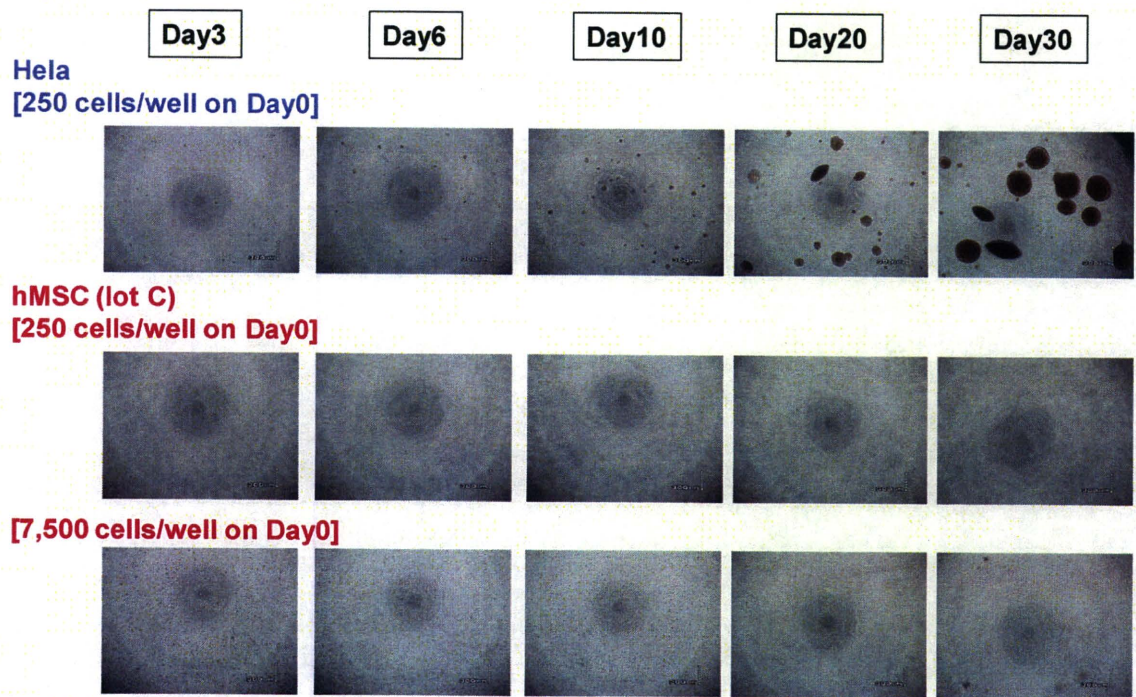 Day3 Day6 Day10 Day20 Day30
Hela
[250 cells/well on Day0]
hMSC (lot C)
[250 cells/well on Day0]
[7,500 cells/well on Day0]